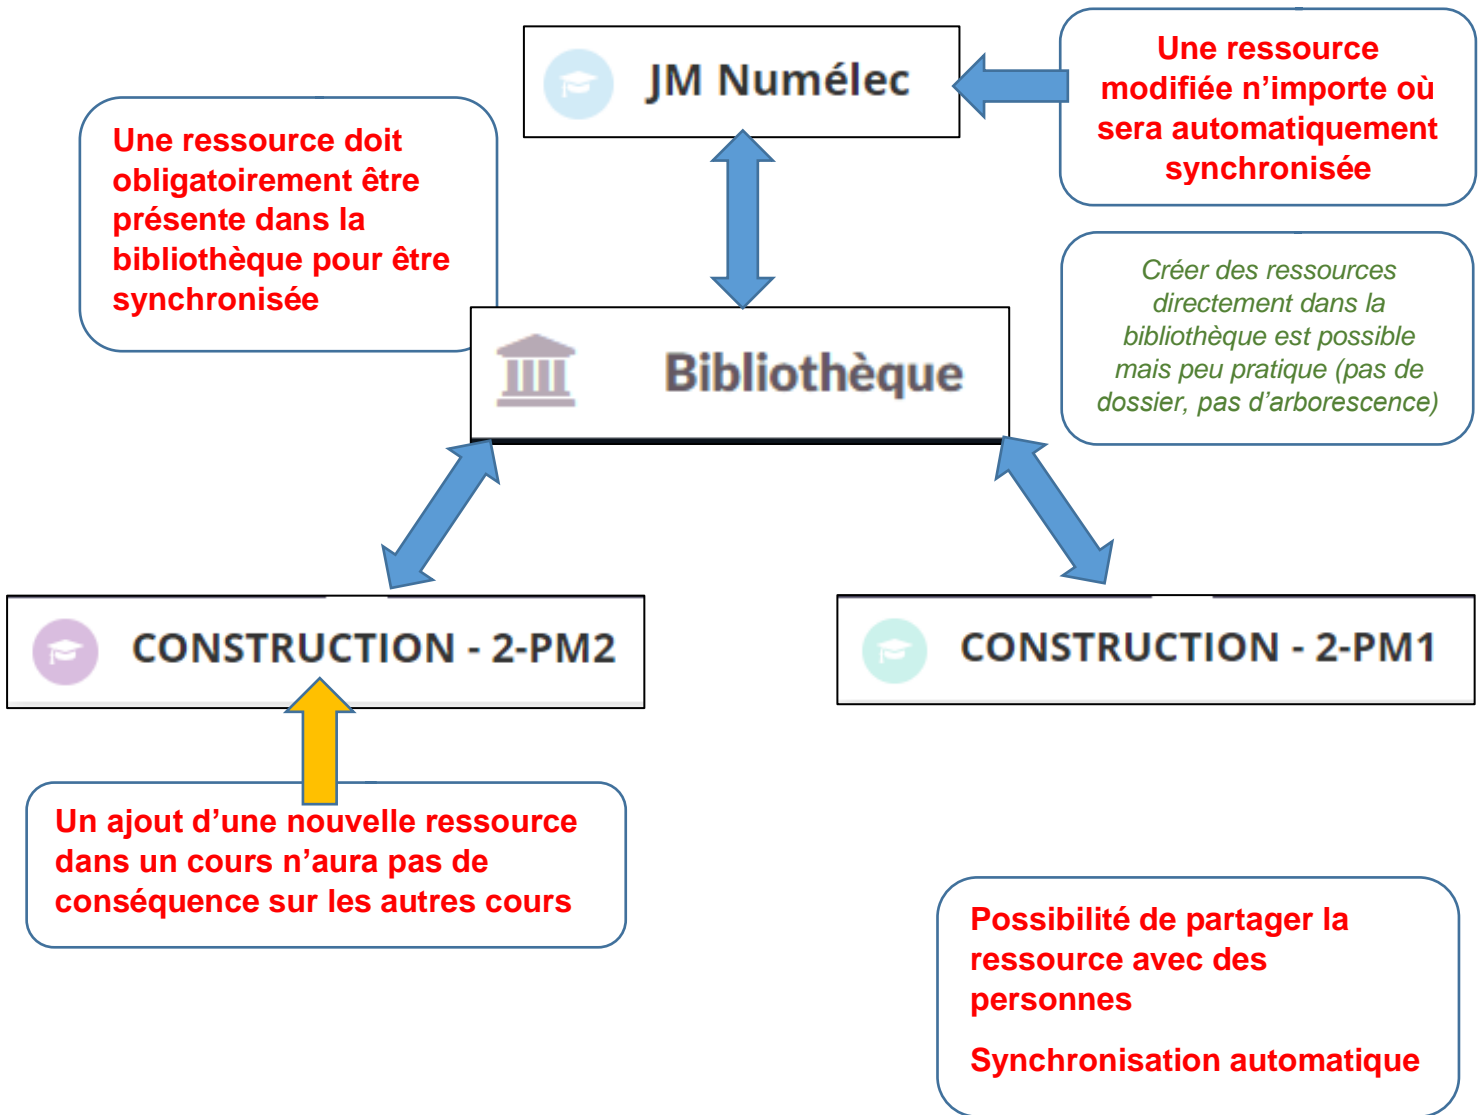 JM Numélec
Une ressource
modifiée n’importe où
sera automatiquement
synchronisée
Une ressource doit
obligatoirement être
présente dans la
bibliothèque pour être
synchronisée
Créer des ressources
directement dans la
bibliothèque est possible
mais peu pratique (pas de
dossier, pas d’arborescence)
Bibliothèque
CONSTRUCTION - 2-PM2
CONSTRUCTION - 2-PM1
Un ajout d’une nouvelle ressource
dans un cours n’aura pas de
conséquence sur les autres cours
Possibilité de partager la
ressource avec des
personnes
Synchronisation automatique